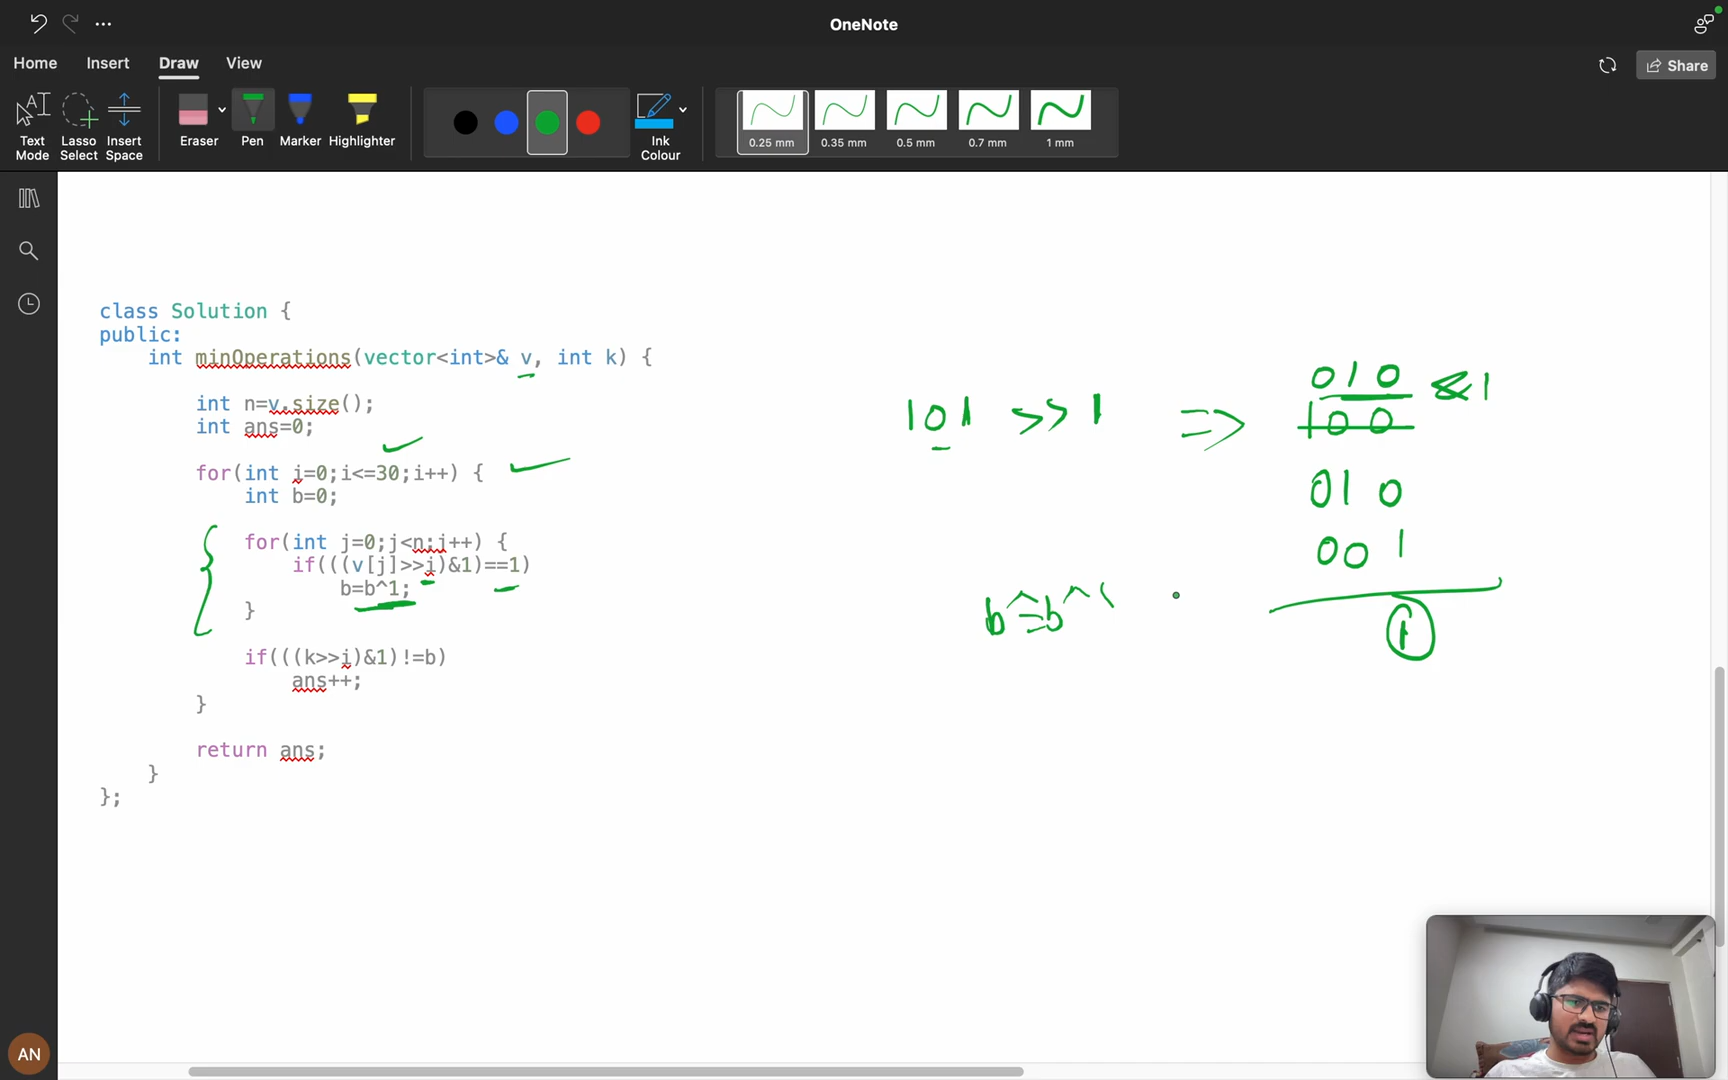 OneNote
Home Insert Draw View
Share
Text Mode
Lasso Select
Insert Space
Eraser
Pen
Marker
Highlighter
Ink Colour
0.25 mm
0.35 mm
0.5 mm
0.7 mm
1 mm
class Solution {
public:
int minOperations(vector<int>& v, int k) {
int n=v.size();
int ans=0;
for(int i=0;i<=30;i++) {
int b=0;
for(int j=0;j<n;j++) {
if(((v[j]>>i)&1)==1)
b=b^1;
}
if(((k>>i)&1)!=b)
ans++;
}
return ans;
}
};
101 >> 1 =>
010 &1
100
010
001
1
b^=b^(
AN